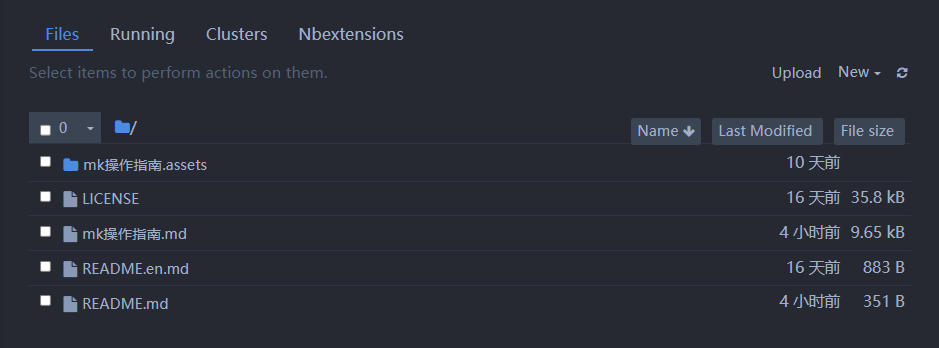 Files Running Clusters Nbextensions
Select items to perform actions on them. Upload New
0 / Name Last Modified File size
mk操作指南.assets 10 天前
LICENSE 16 天前 35.8 kB
mk操作指南.md 4 小时前 9.65 kB
README.en.md 16 天前 883 B
README.md 4 小时前 351 B